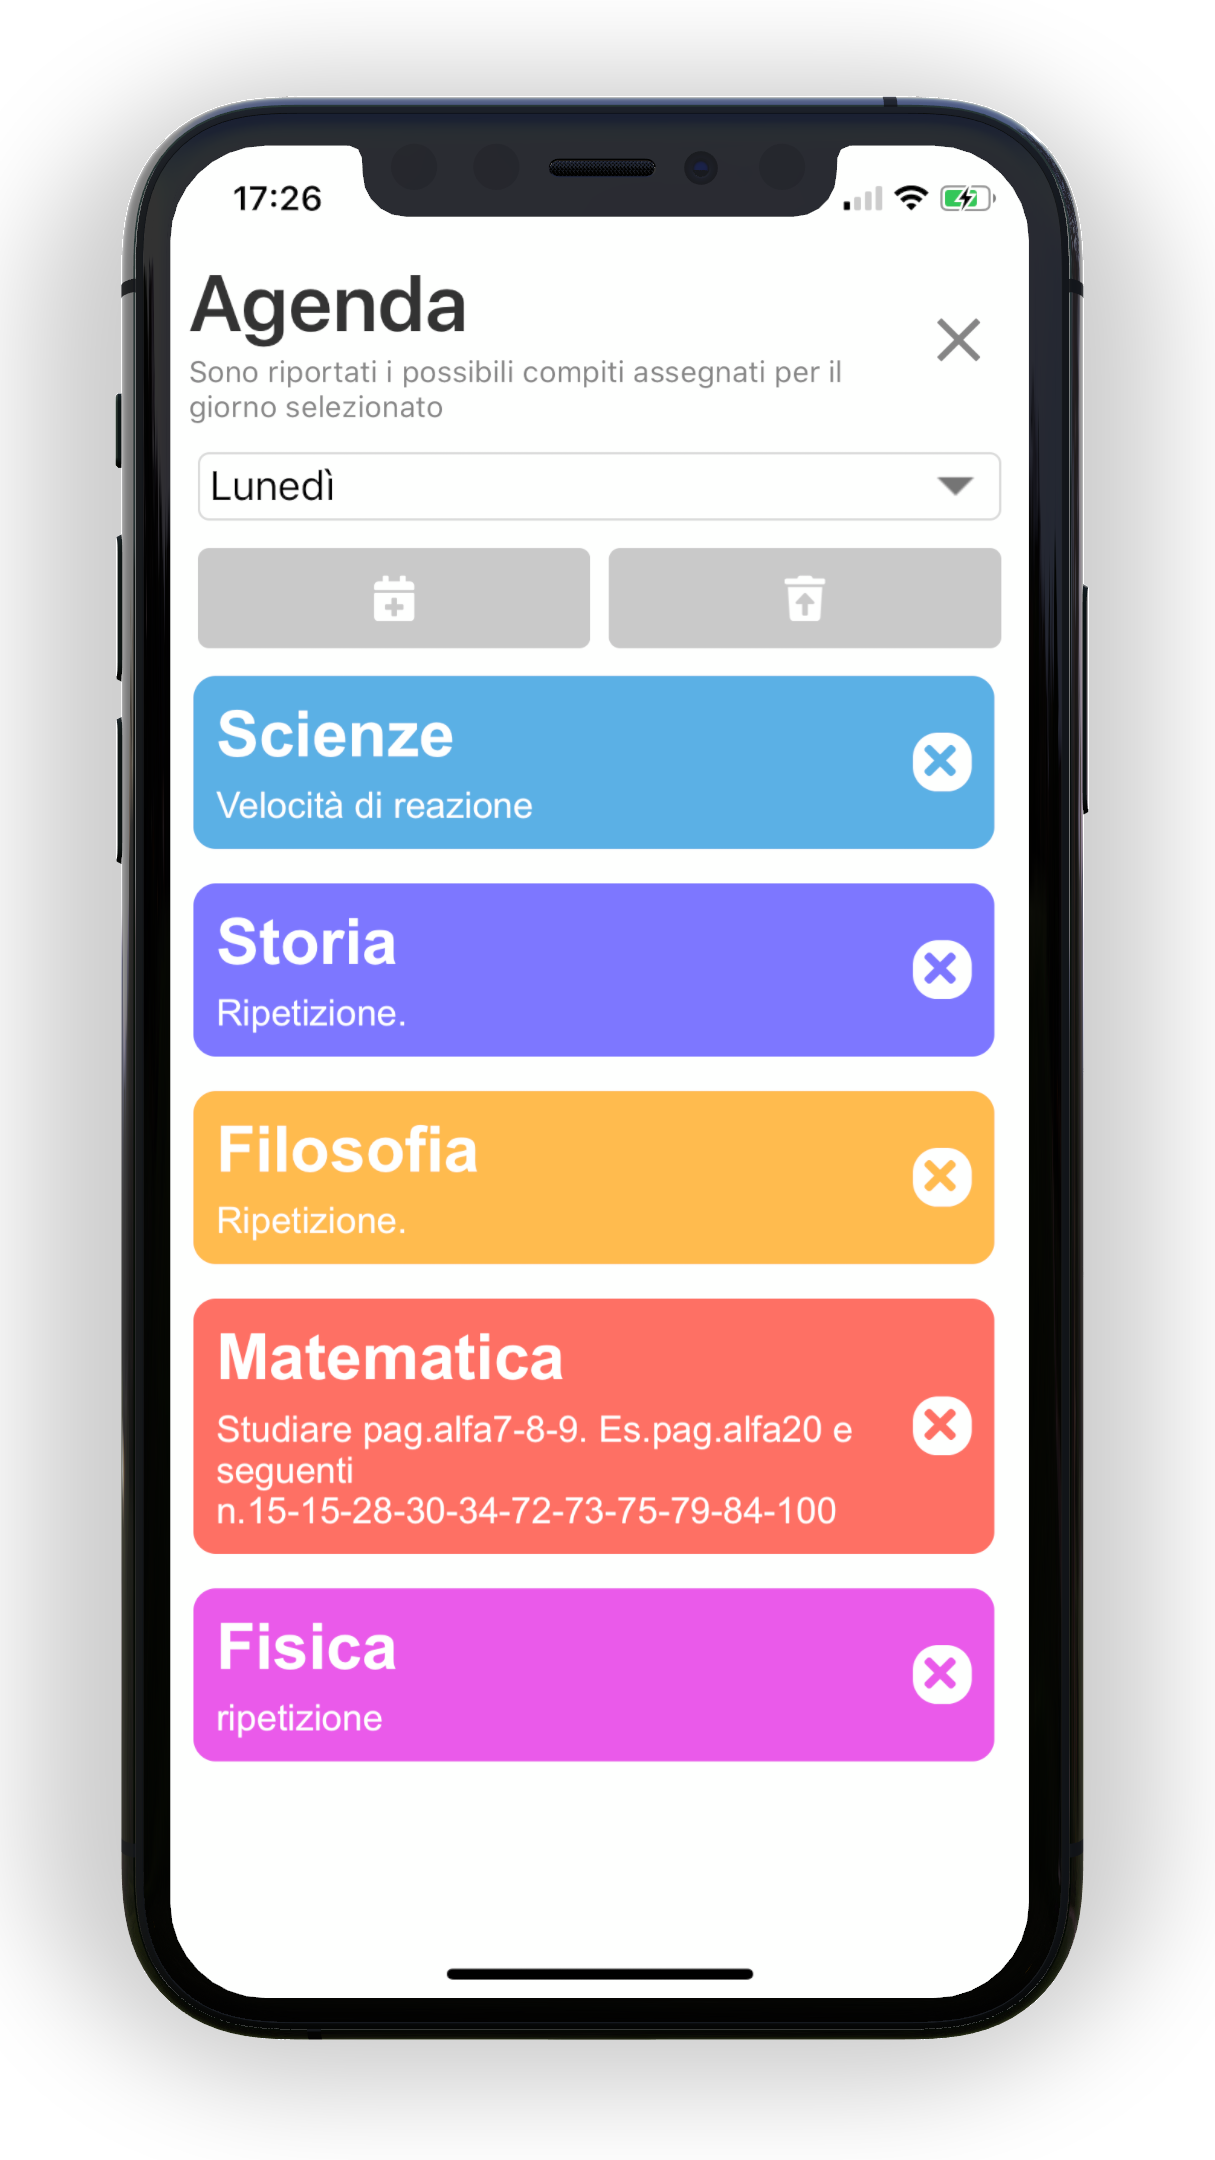 17:26
Agenda
Sono riportati i possibili compiti assegnati per il
giorno selezionato
Lunedì
Scienze
Velocità di reazione
Storia
Ripetizione.
Filosofia
Ripetizione.
Matematica
Studiare pag.alfa7-8-9. Es.pag.alfa20 e
seguenti
n.15-15-28-30-34-72-73-75-79-84-100
Fisica
ripetizione